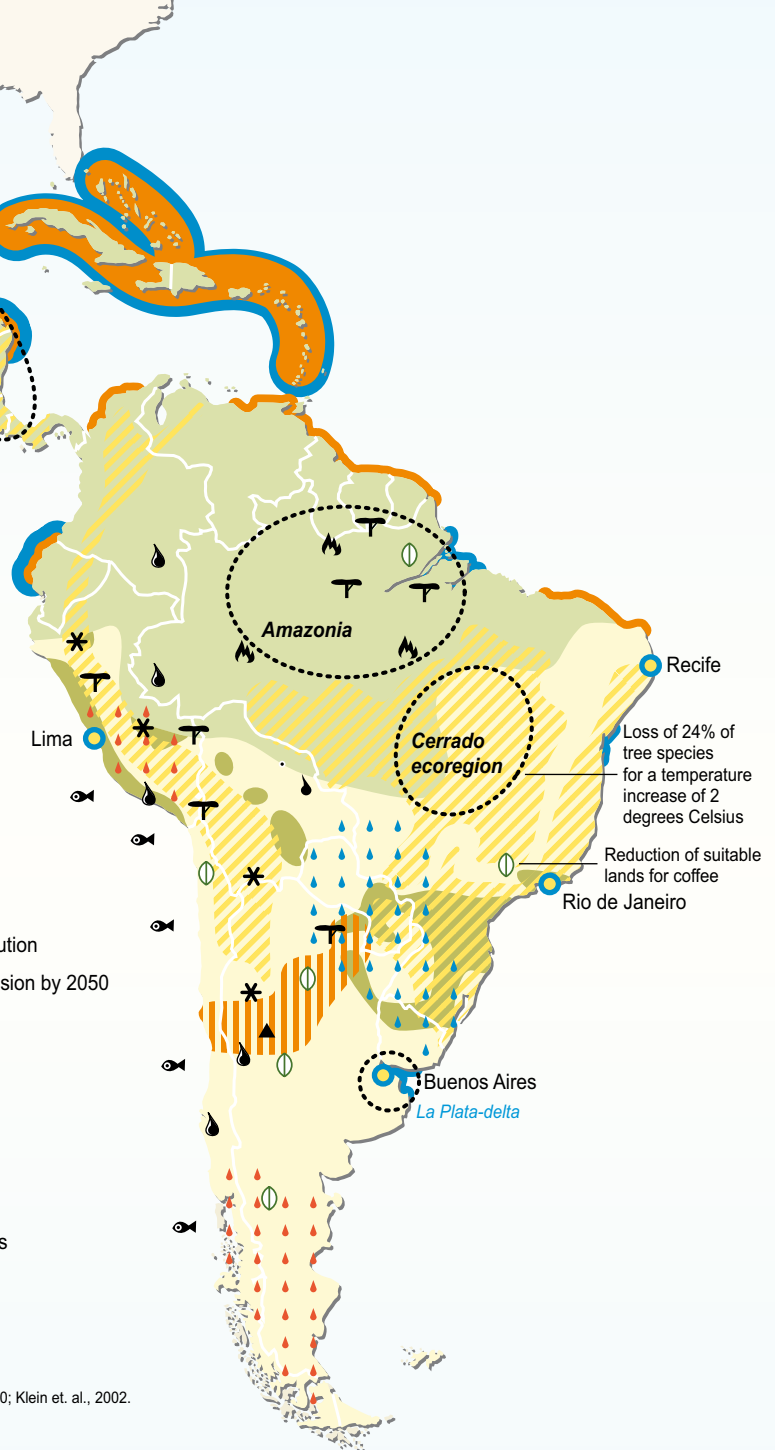 Amazonia
Recife
Lima
Cerrado
ecoregion
Loss of 24% of
tree species
for a temperature
increase of 2
degrees Celsius
Reduction of suitable
lands for coffee
Rio de Janeiro
ution
sion by 2050
Buenos Aires
La Plata-delta
s
0; Klein et. al., 2002.